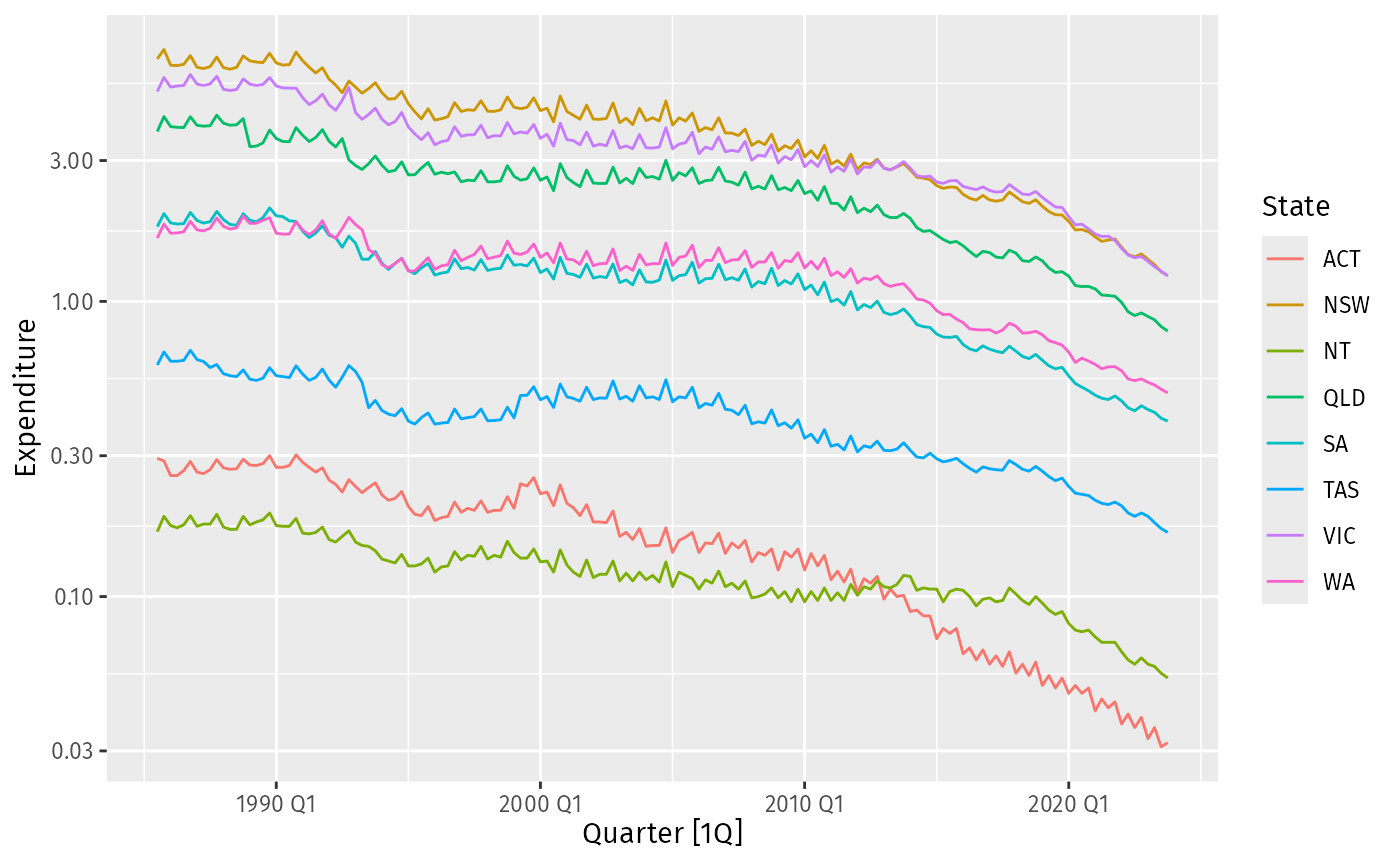 3.00
1.00
0.30
0.10
0.03
Expenditure
1990 Q1
2000 Q1
2010 Q1
2020 Q1
Quarter [1Q]
State
ACT
NSW
NT
QLD
SA
TAS
VIC
WA